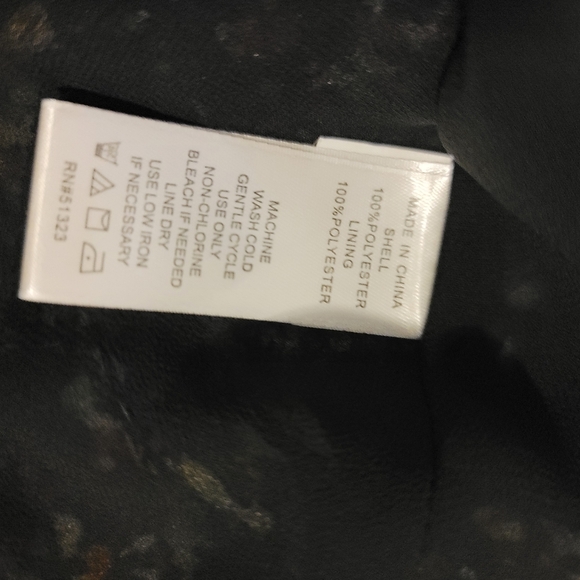 MADE IN CHINA
SHELL
100%POLYESTER
LINING
100%POLYESTER
MACHINE
WASH COLD
GENTLE CYCLE
USE ONLY
NON-CHLORINE
BLEACH IF NEEDED
LINE DRY
USE LOW IRON
IF NECESSARY
RN#51323